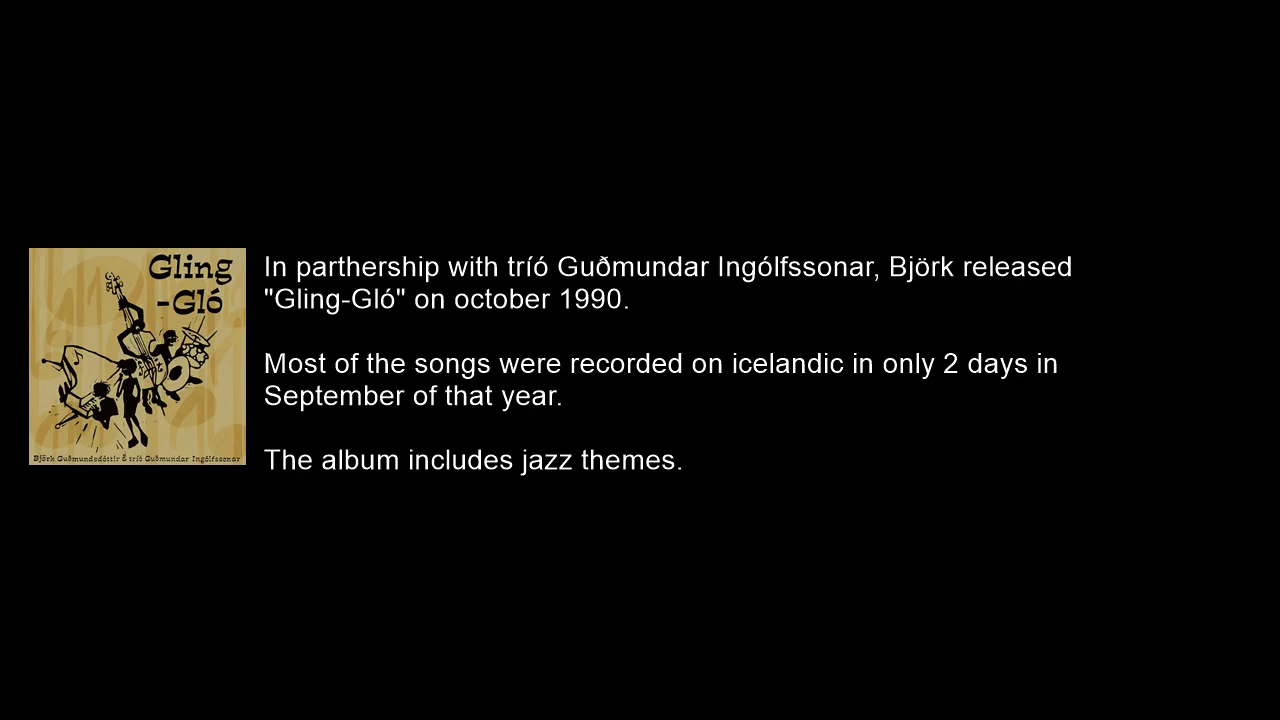 Gling
-Gló
Björk Guðmundsdóttir & tríó Guðmundar Ingólfssonar
In parthership with tríó Guðmundar Ingólfssonar, Björk released
"Gling-Gló" on october 1990.
Most of the songs were recorded on icelandic in only 2 days in
September of that year.
The album includes jazz themes.